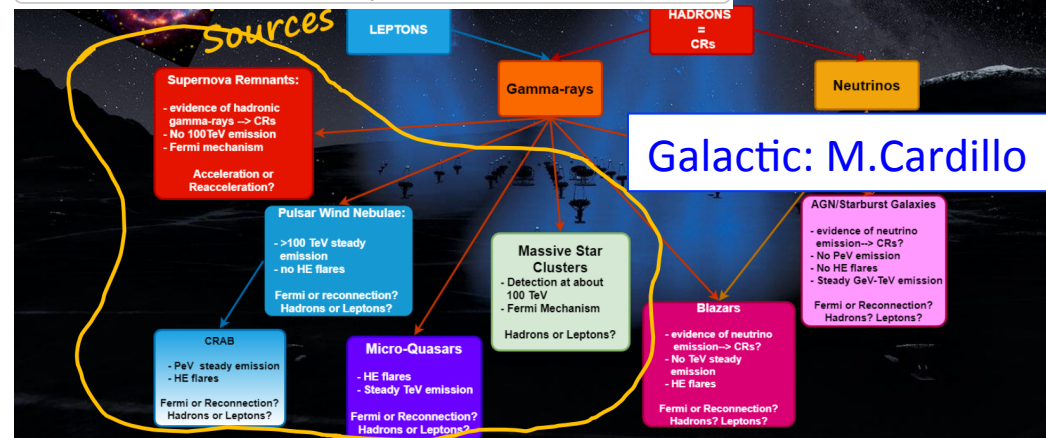 Sources
LEPTONS
HADRONS
=
CRs
Gamma-rays
Neutrinos
Galactic: M.Cardillo
Supernova Remnants:
- evidence of hadronic
gamma-rays --> CRs
- No 100TeV emission
- Fermi mechanism
Acceleration or
Reacceleration?
Pulsar Wind Nebulae:
- >100 TeV steady
emission
- no HE flares
Fermi or reconnection?
Hadrons or Leptons?
Massive Star
Clusters
- Detection at about
100 TeV
- Fermi Mechanism
Hadrons or Leptons?
AGN/Starburst Galaxies
- evidence of neutrino
emission--> CRs?
- No PeV emission
- No HE flares
- Steady GeV-TeV emission
Fermi or Reconnection?
Hadrons? Leptons?
CRAB
- PeV steady emission
- HE flares
Fermi or Reconnection?
Hadrons or Leptons?
Micro-Quasars
- HE flares
- Steady TeV emission
Fermi or Reconnection?
Hadrons or Leptons?
Blazars
- evidence of neutrino
emission--> CRs?
- No TeV steady
emission
- HE flares
Fermi or Reconnection?
Hadrons? Leptons?